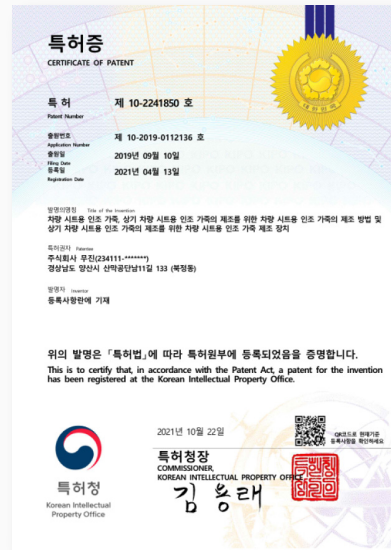 특허증
CERTIFICATE OF PATENT
특 허 제 10-2241850 호
Patent Number
출원번호 제 10-2019-0112136 호
Application Number
출원일 2019년 09월 10일
Filing Date
등록일 2021년 04월 13일
Registration Date
발명의명칭 Title of the Invention
차량 시트용 인조 가죽, 상기 차량 시트용 인조 가죽의 제조를 위한 차량 시트용 인조 가죽의 제조 방법 및
상기 차량 시트용 인조 가죽의 제조를 위한 차량 시트용 인조 가죽 제조 장치
특허권자 Patentee
주식회사 무진(234111-*******)
경상남도 양산시 산막공단남11길 133 (북정동)
발명자 Inventor
등록사항란에 기재
위의 발명은 「특허법」에 따라 특허원부에 등록되었음을 증명합니다.
This is to certify that, in accordance with the Patent Act, a patent for the invention
has been registered at the Korean Intellectual Property Office.
2021년 10월 22일
QR코드로 현재기준
등록사항을 확인하세요
특허청장
COMMISSIONER,
KOREAN INTELLECTUAL PROPERTY OFFICE
김용래
특허청
Korean Intellectual
Property Office
대한민국